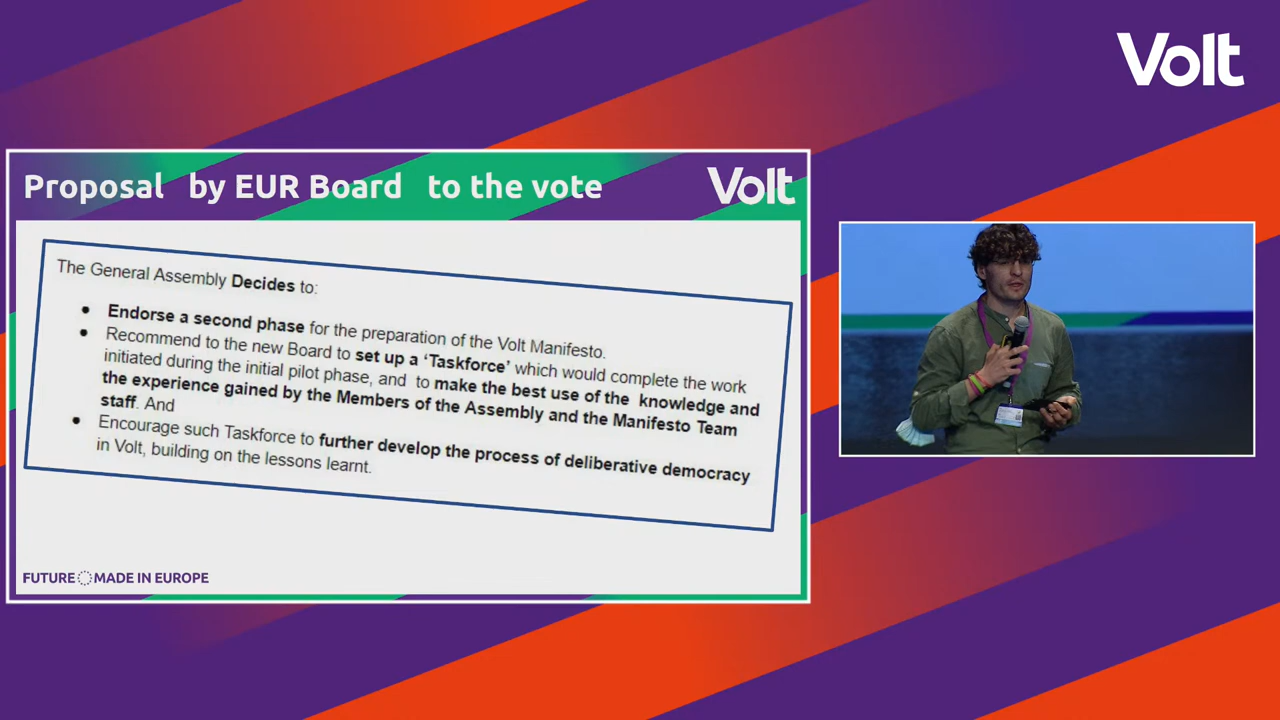 Volt
Proposal by EUR Board to the vote
Volt
The General Assembly Decides to:
● Endorse a second phase for the preparation of the Volt Manifesto.
● Recommend to the new Board to set up a ‘Taskforce’ which would complete the work
initiated during the initial pilot phase, and to make the best use of the knowledge and
the experience gained by the Members of the Assembly and the Manifesto Team
staff. And
● Encourage such Taskforce to further develop the process of deliberative democracy
in Volt, building on the lessons learnt.
FUTURE MADE IN EUROPE